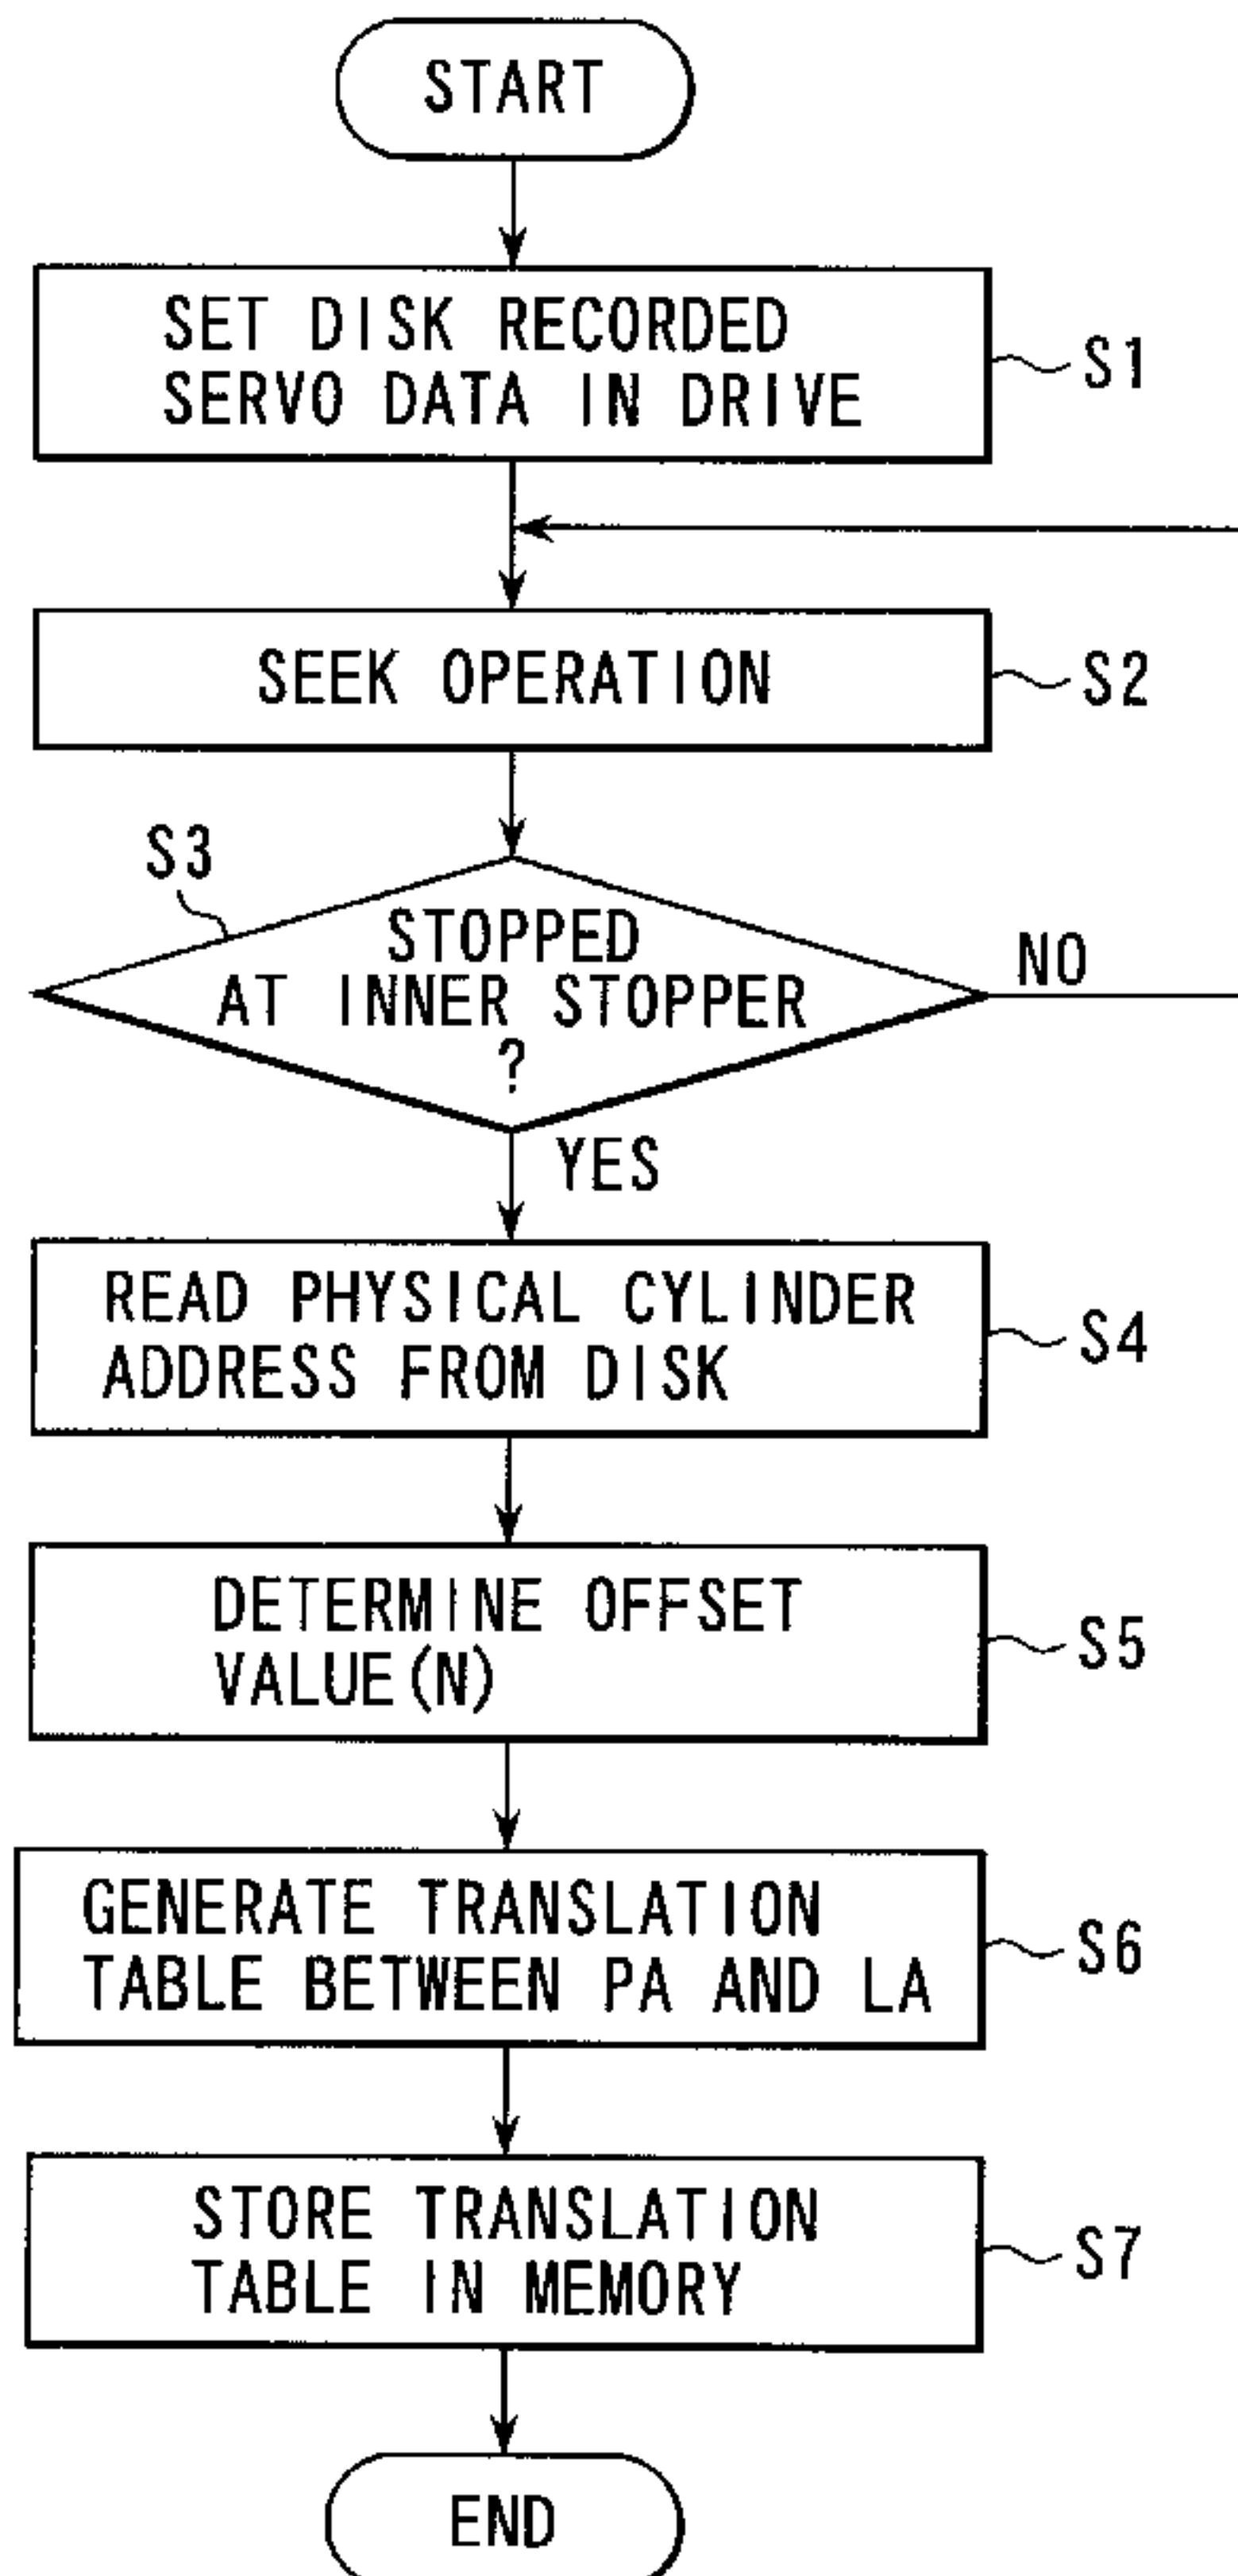 START
SET DISK RECORDED
SERVO DATA IN DRIVE
S1
SEEK OPERATION
S2
S3
STOPPED
AT INNER STOPPER
?
NO
YES
READ PHYSICAL CYLINDER
ADDRESS FROM DISK
S4
DETERMINE OFFSET
VALUE(N)
S5
GENERATE TRANSLATION
TABLE BETWEEN PA AND LA
S6
STORE TRANSLATION
TABLE IN MEMORY
S7
END